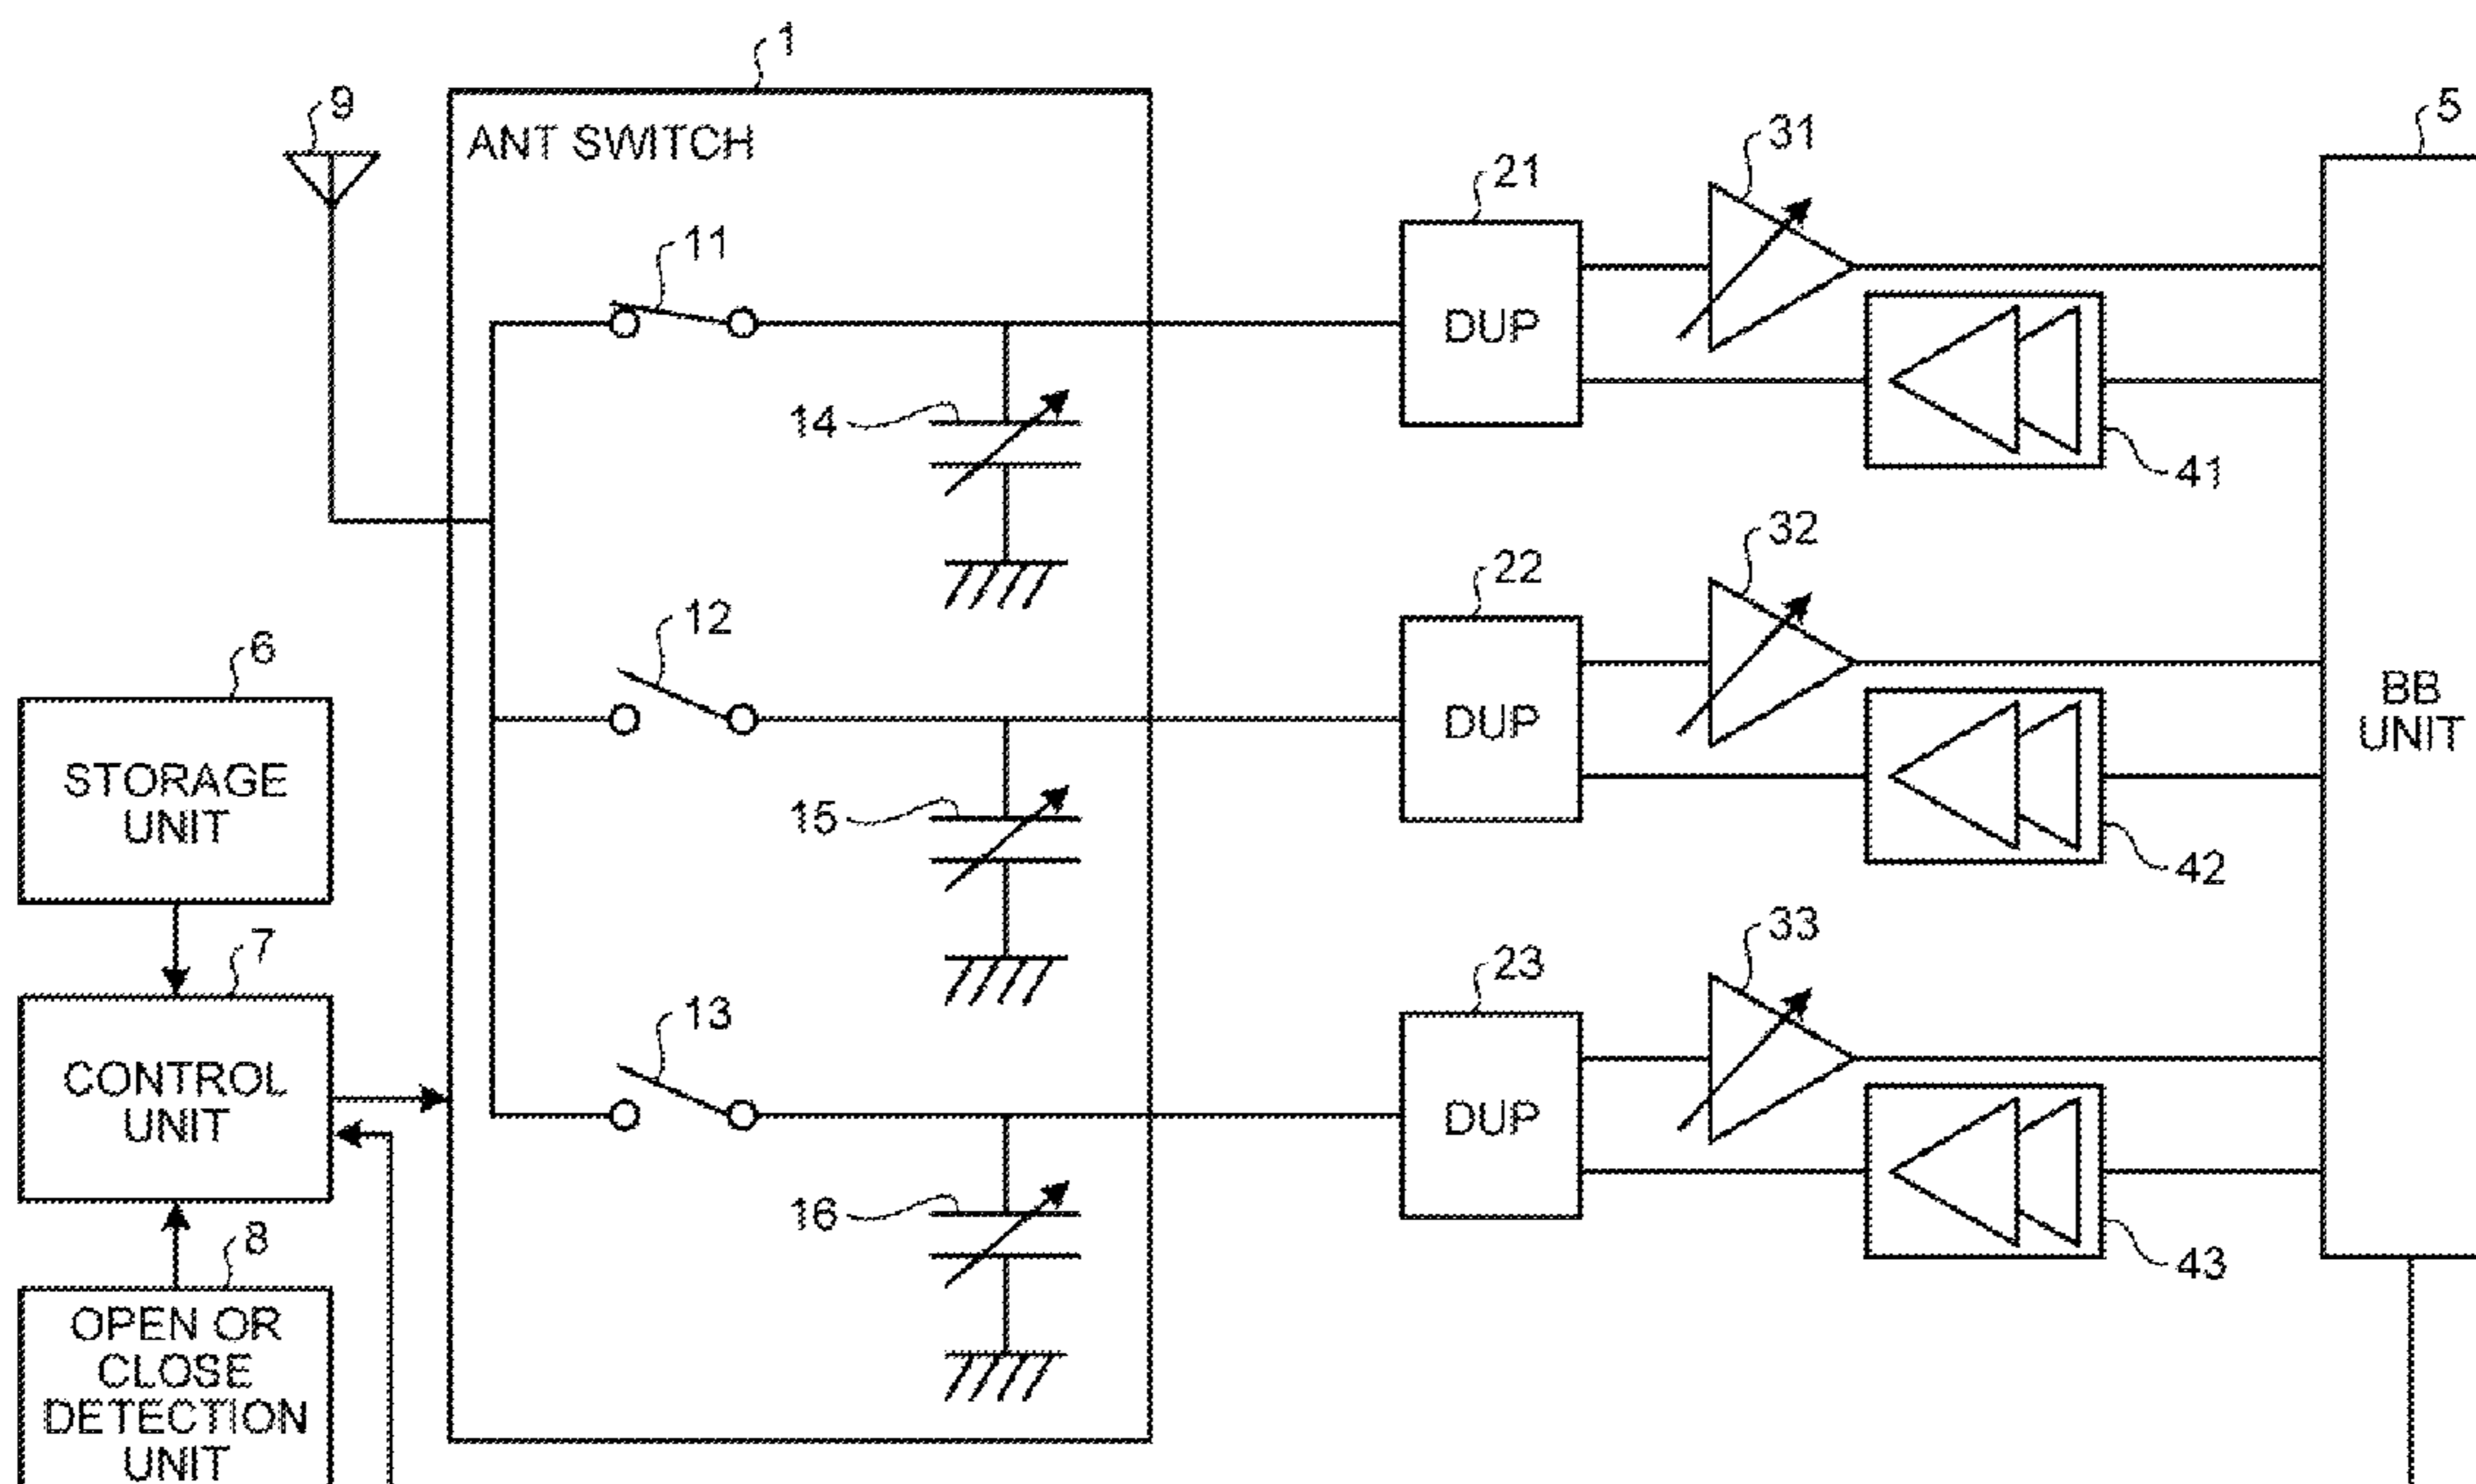 1
9
5
ANT SWITCH
31
21
11
DUP
14
41
32
22
12
6
DUP
BB
UNIT
STORAGE
UNIT
15
42
7
33
23
13
CONTROL
UNIT
DUP
16
8
43
OPEN OR
CLOSE
DETECTION
UNIT